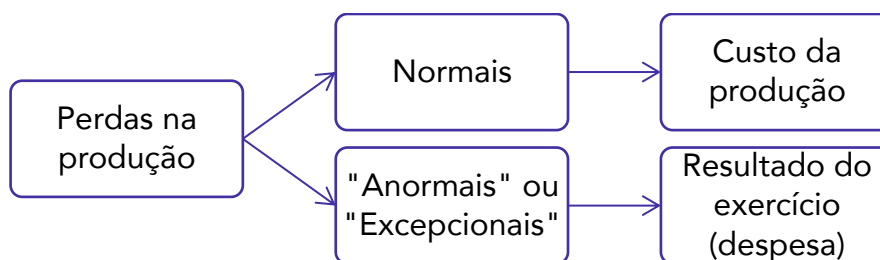 Perdas na
produção
Normais
Custo da
produção
"Anormais" ou
"Excepcionais"
Resultado do
exercício
(despesa)